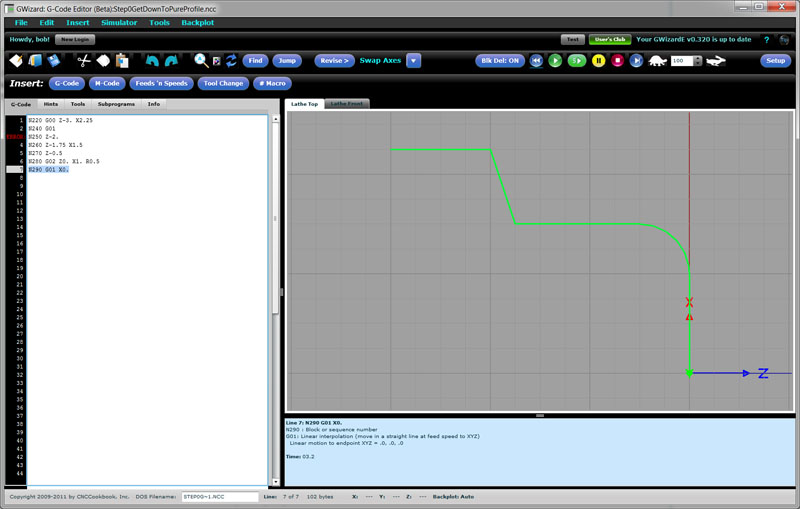 GWizard: G-Code Editor (Beta):Step0GetDownToPureProfile.ncc
File Edit Insert Simulator Tools Backplot
Howdy, bob! New Login Test User's Club Your GWizardE v0.320 is up to date ?
Find Jump Revise > Swap Axes Blk Del: ON 100 Setup
Insert: G-Code M-Code Feeds 'n Speeds Tool Change # Macro
G-Code Hints Tools Subprograms Info
Lathe Top Lathe Front
1 N220 G00 Z-3. X2.25
2 N240 G01
N250 Z-2.
4 N260 Z-1.75 X1.5
5 N270 Z-0.5
6 N280 G02 Z0. X1. R0.5
7 N290 G01 X0.
8
9
10
11
12
13
14
15
16
17
18
19
20
21
22
23
24
25
26
27
28
29
30
31
32
33
34
35
36
37
38
39
40
41
42
43
44
X
Z
Line 7: N290 G01 X0.
N290 : Block or sequence number
G01: Linear interpolation (move in a straight line at feed speed to XYZ)
Linear motion to endpoint XYZ = .0, .0, .0
Time: 03.2
Copyright 2009-2011 by CNCCookbook, Inc. DOS Filename: STEP0G~1.NCC Line: 7 of 7 102 bytes X: --- Y: --- Z: --- Backplot: Auto